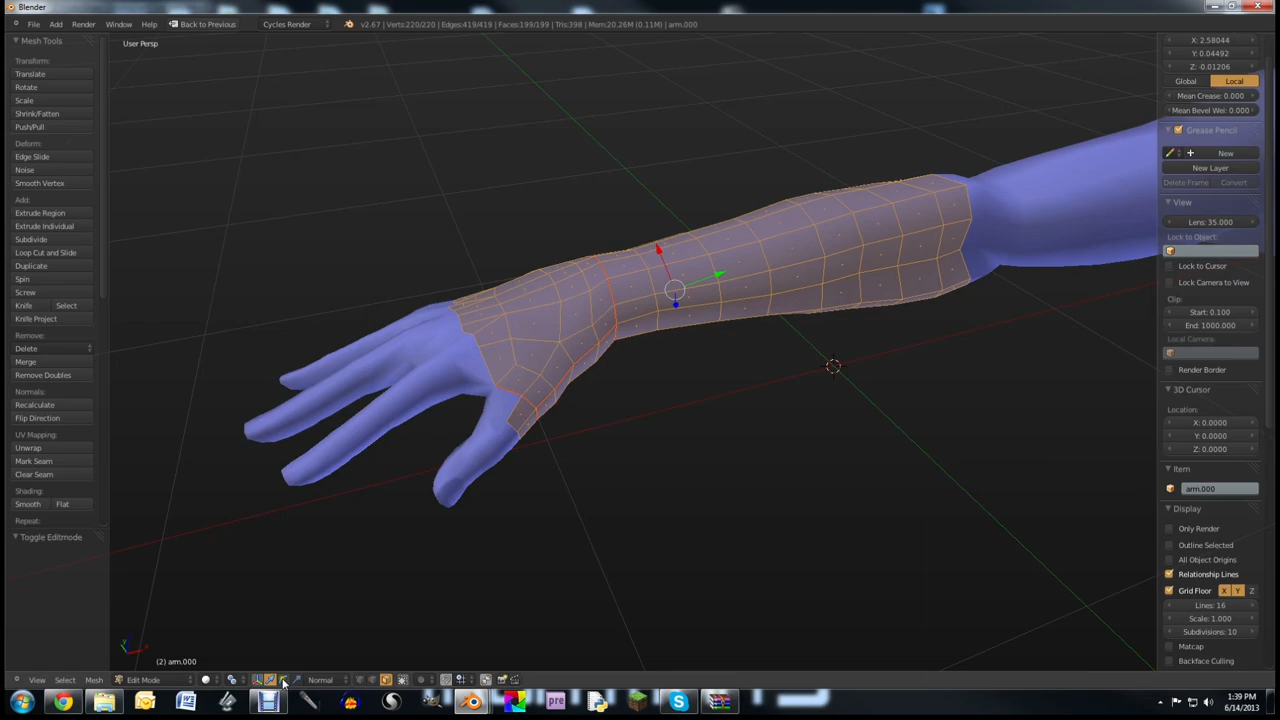 Blender
File Add Render Window Help Back to Previous Cycles Render v2.67 | Verts:220/220 | Edges:419/419 | Faces:199/199 | Tris:398 | Mem:20.26M (0.11M) | arm.000
Mesh Tools
Transform:
Translate
Rotate
Scale
Shrink/Fatten
Push/Pull
Deform:
Edge Slide
Noise
Smooth Vertex
Add:
Extrude Region
Extrude Individual
Subdivide
Loop Cut and Slide
Duplicate
Spin
Screw
Knife Select
Knife Project
Remove:
Delete
Merge
Remove Doubles
Normals:
Recalculate
Flip Direction
UV Mapping:
Unwrap
Mark Seam
Clear Seam
Shading:
Smooth Flat
Repeat:
Toggle Editmode
User Persp
(2) arm.000
X: 2.58044
Y: 0.04492
Z: -0.01206
Global Local
Mean Crease: 0.000
Mean Bevel Wei: 0.000
Grease Pencil
New
New Layer
Delete Frame Convert
View
Lens: 35.000
Lock to Object:
Lock to Cursor
Lock Camera to View
Clip:
Start: 0.100
End: 1000.000
Local Camera:
Render Border
3D Cursor
Location:
X: 0.0000
Y: 0.0000
Z: 0.0000
Item
arm.000
Display
Only Render
Outline Selected
All Object Origins
Relationship Lines
Grid Floor X Y Z
Lines: 16
Scale: 1.000
Subdivisions: 10
Matcap
Backface Culling
View Select Mesh Edit Mode Normal
pre
1:39 PM
6/14/2013